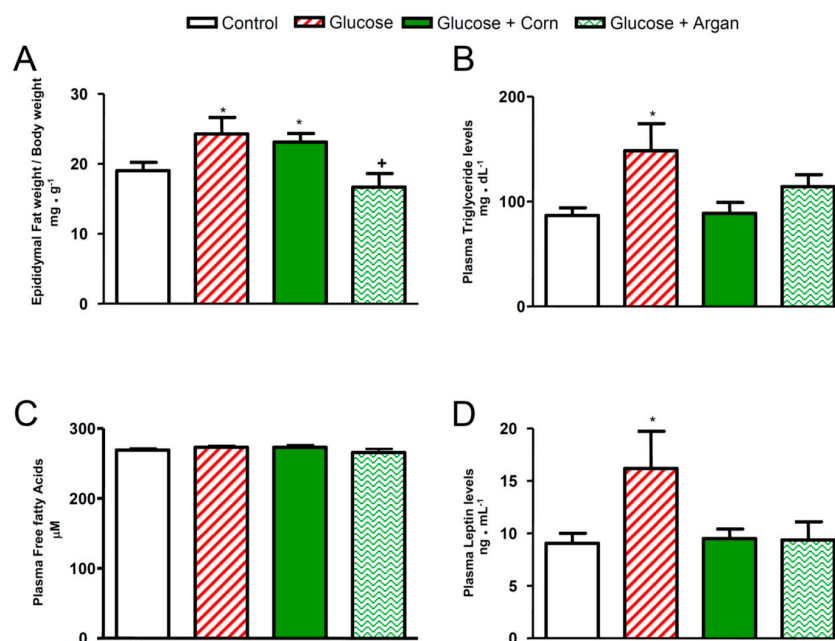 Control Glucose Glucose + Corn Glucose + Argan
A
Epididymal Fat weight / Body weight
mg • g-1
30
20
10
0
*
*
+
B
Plasma Triglyceride levels
mg • dL-1
200
100
0
*
C
Plasma Free fatty Acids
µM
300
200
100
0
D
Plasma Leptin levels
ng • mL-1
20
15
10
5
0
*